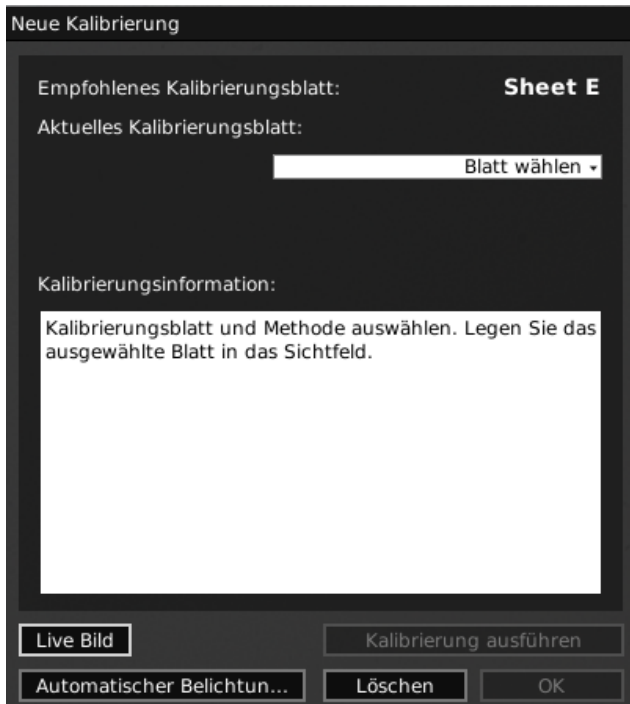 Neue Kalibrierung
Empfohlenes Kalibrierungsblatt: Sheet E
Aktuelles Kalibrierungsblatt:
Blatt wählen
Kalibrierungsinformation:
Kalibrierungsblatt und Methode auswählen. Legen Sie das
ausgewählte Blatt in das Sichtfeld.
Live Bild Kalibrierung ausführen
Automatischer Belichtun... Löschen OK